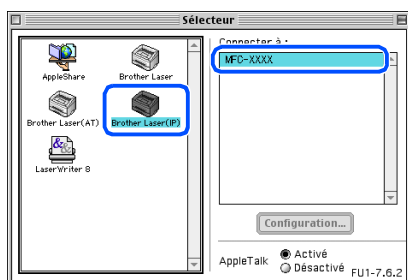 Sélecteur
AppleShare
Brother Laser
Brother Laser(AT)
Brother Laser(IP)
LaserWriter 8
Connecter à :
MFC-XXXX
Configuration...
AppleTalk
Activé
Désactivé
FU1-7.6.2